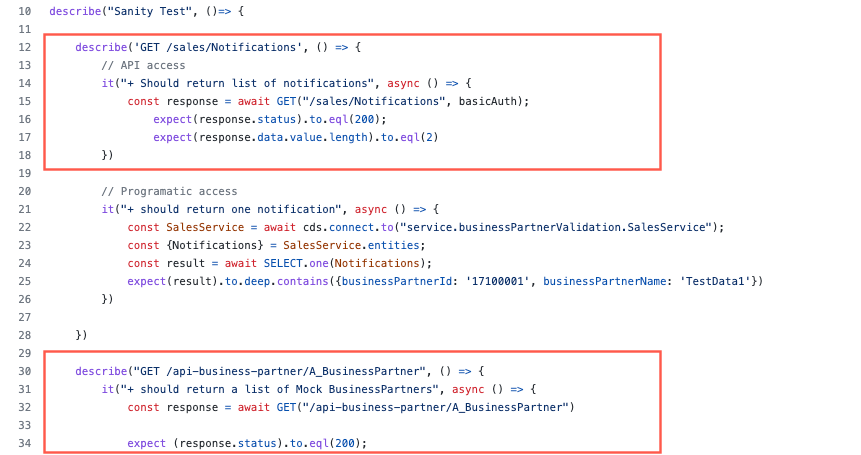 10 describe("Sanity Test", ()=> {
11
12 describe('GET /sales/Notifications', () => {
13 // API access
14 it("+ Should return list of notifications", async () => {
15 const response = await GET("/sales/Notifications", basicAuth);
16 expect(response.status).to.eql(200);
17 expect(response.data.value.length).to.eql(2)
18 })
19
20 // Programatic access
21 it("+ should return one notification", async () => {
22 const SalesService = await cds.connect.to("service.businessPartnerValidation.SalesService");
23 const {Notifications} = SalesService.entities;
24 const result = await SELECT.one(Notifications);
25 expect(result).to.deep.contains({businessPartnerId: '17100001', businessPartnerName: 'TestData1'})
26 })
27
28 })
29
30 describe("GET /api-business-partner/A_BusinessPartner", () => {
31 it("+ should return a list of Mock BusinessPartners", async () => {
32 const response = await GET("/api-business-partner/A_BusinessPartner")
33
34 expect (response.status).to.eql(200);